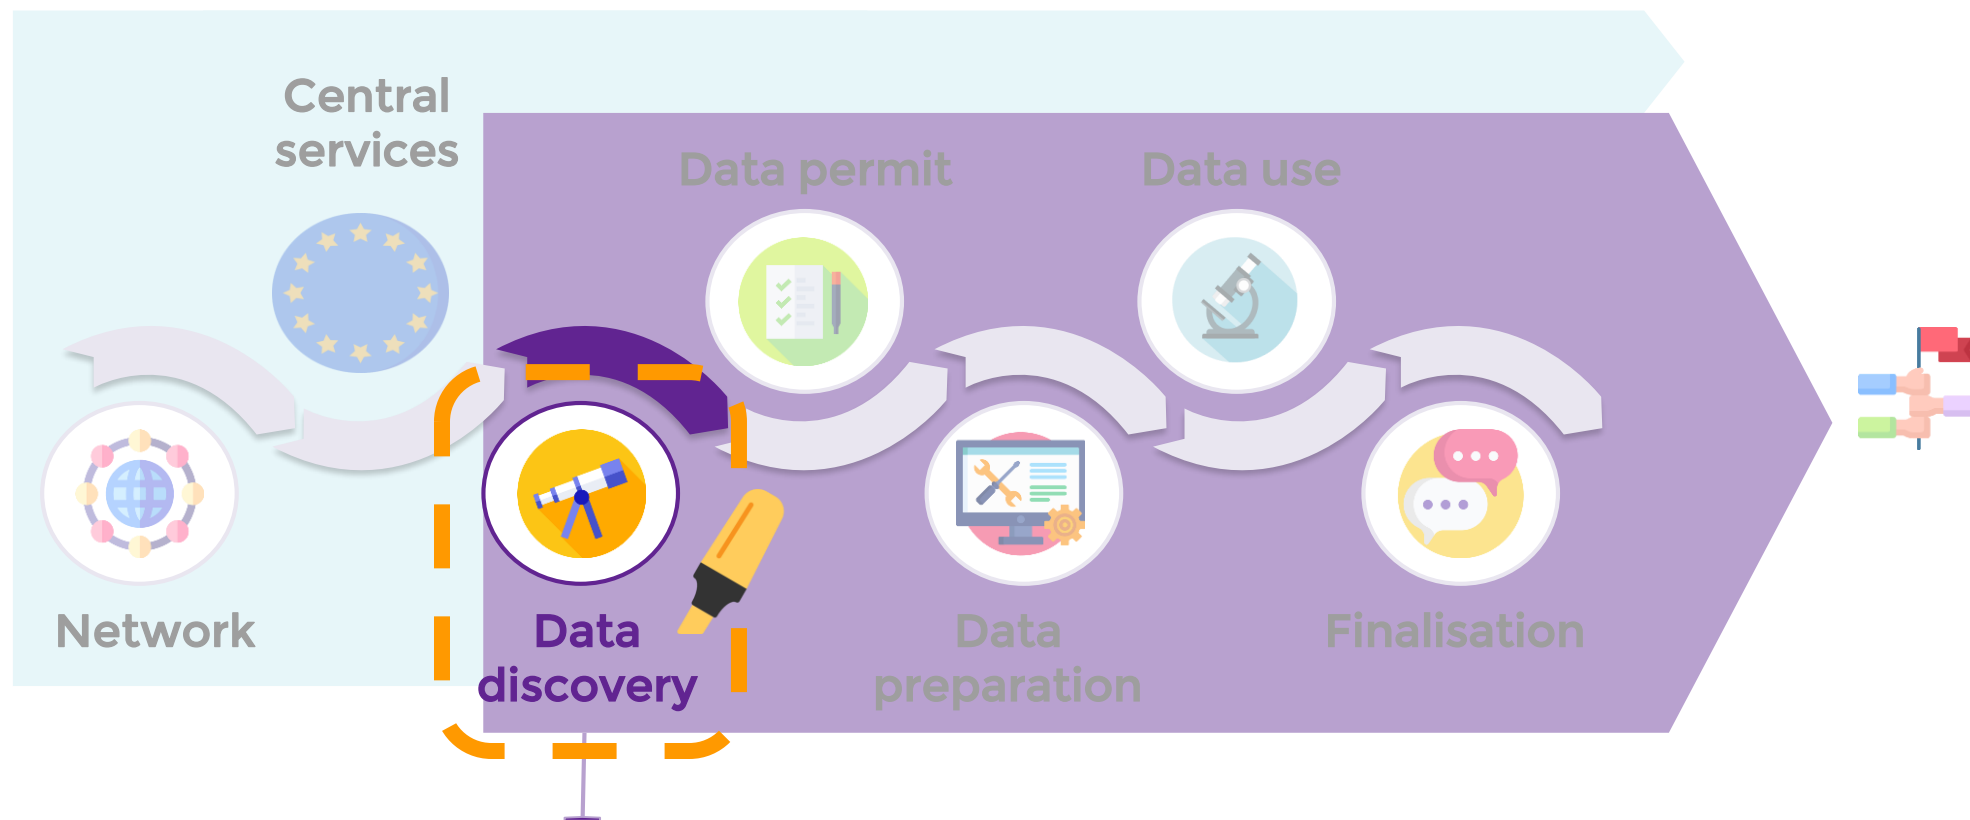 Central
services
Data permit
Data use
Network
Data
discovery
Data
preparation
Finalisation